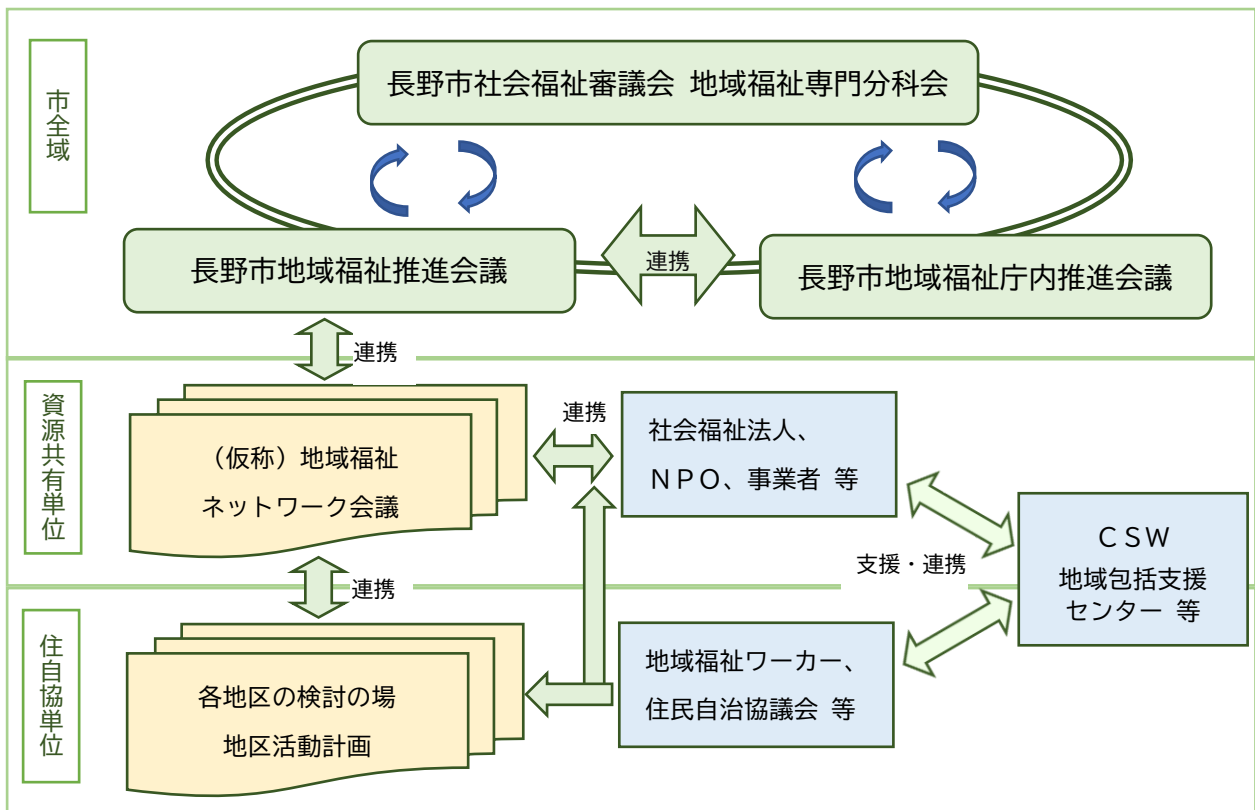 市全域
長野市社会福祉審議会 地域福祉専門分科会
長野市地域福祉推進会議
連携
長野市地域福祉庁内推進会議
連携
資源共有単位
（仮称）地域福祉
ネットワーク会議
連携
社会福祉法人、
ＮＰＯ、事業者 等
支援・連携
ＣＳＷ
地域包括支援
センター 等
連携
住自協単位
各地区の検討の場
地区活動計画
地域福祉ワーカー、
住民自治協議会 等